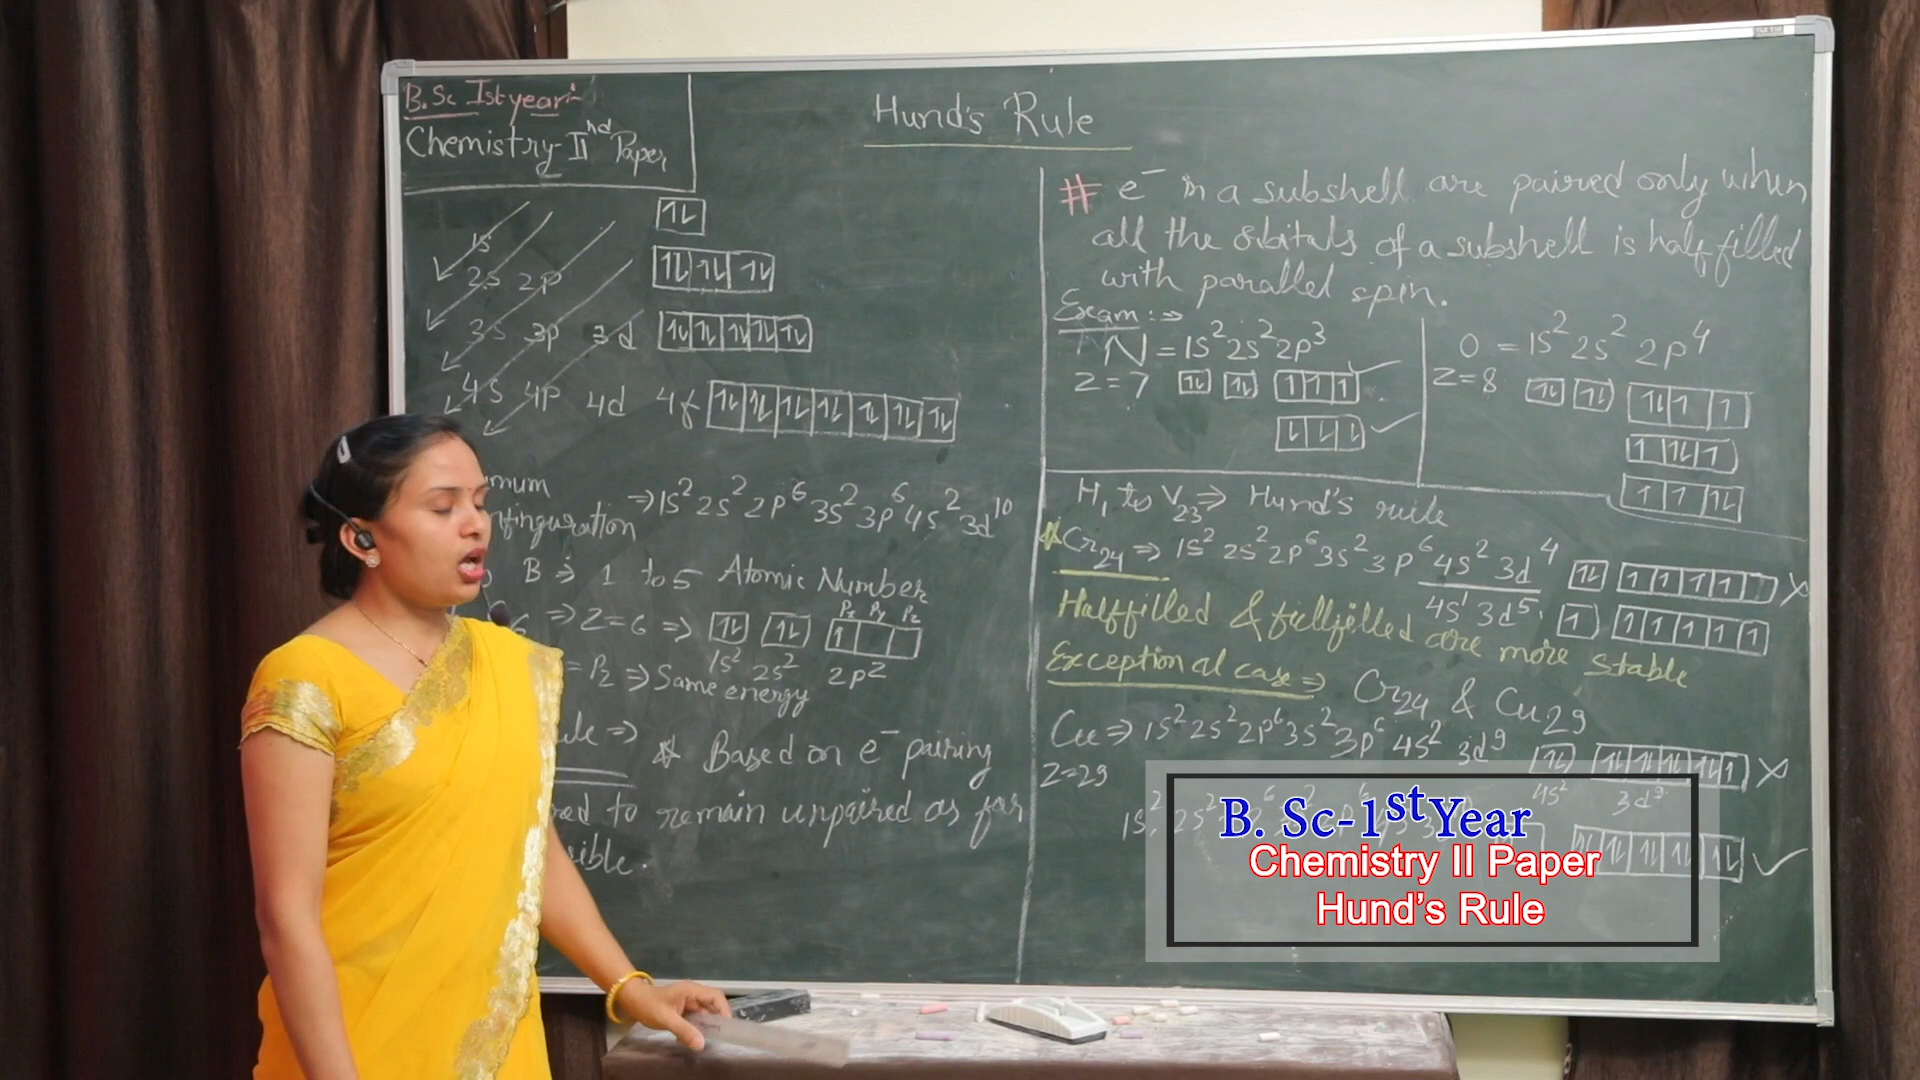 B.Sc Ist year:-
Chemistry-IInd Paper
Hund's Rule
1s
2s 2p
3s 3p 3d
4s 4p 4d 4f
⇒1s² 2s² 2p⁶ 3s² 3p⁶ 4s² 3d¹⁰
B ⇒ 1 to 5 Atomic Number
⇒ Z=6 ⇒
Px Py Pz
1s² 2s² 2p²
= Pz ⇒ Same energy
⇒
* Based on e⁻ pairing
to remain unpaired as far
# e⁻ in a subshell are paired only when
all the orbitals of a subshell is half filled
with parallel spin.
Exam :⇒
N = 1s² 2s² 2p³
Z = 7
O = 1s² 2s² 2p⁴
Z = 8
H₁ to V₂₃ ⇒ Hund's rule
* Cr₂₄ ⇒ 1s² 2s² 2p⁶ 3s² 3p⁶ 4s² 3d⁴
4s¹ 3d⁵
Halffilled & fullfilled are more stable
Exceptional case ⇒ Cr₂₄ & Cu₂₉
Cu ⇒ 1s² 2s² 2p⁶ 3s² 3p⁶ 4s² 3d⁹
Z=29
4s² 3d⁹
1s² 2s²
B. Sc-1st Year
Chemistry II Paper
Hund's Rule